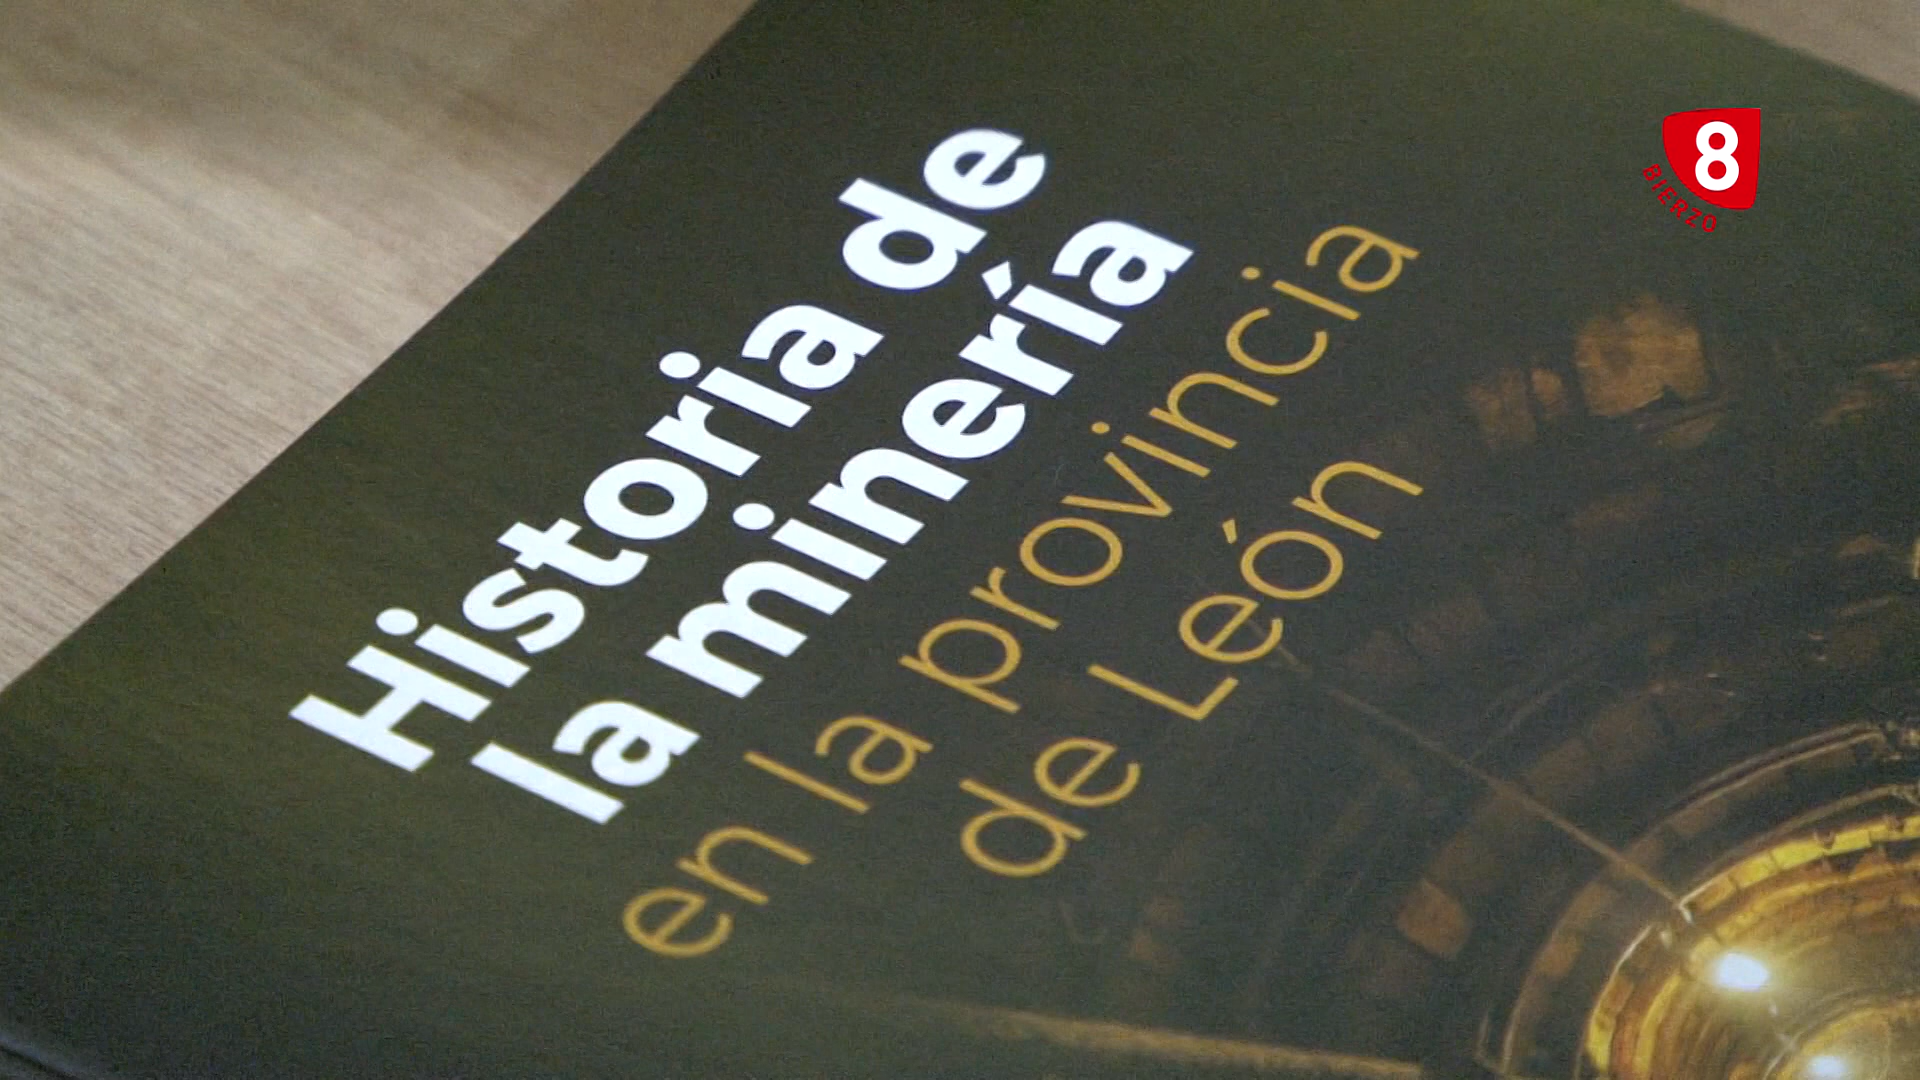 Historia de
la minería
en la provincia
de León
8
BIERZO